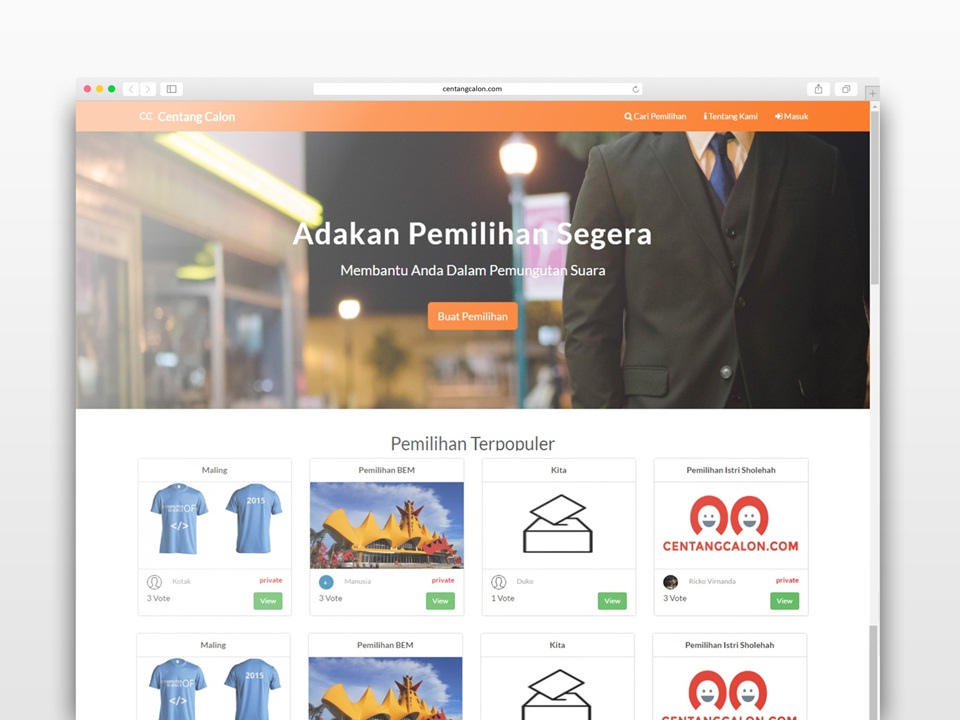 centangcalon.com
CC Centang Calon
Cari Pemilihan
Tentang Kami
Masuk
Adakan Pemilihan Segera
Membantu Anda Dalam Pemungutan Suara
Buat Pemilihan
Pemilihan Terpopuler
Maling
OF
</>
2015
Kotak
private
3 Vote
View
Pemilihan BEM
Manusia
private
3 Vote
View
Kita
Duko
1 Vote
View
Pemilihan Istri Sholehah
CENTANGCALON.COM
Ricko Virnanda
private
3 Vote
View
Maling
OF
</>
2015
Pemilihan BEM
Kita
Pemilihan Istri Sholehah
CENTANGCALON.COM